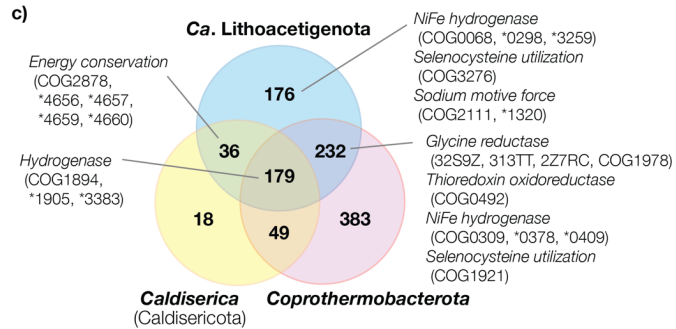 c)
Ca. Lithoacetigenota
NiFe hydrogenase
(COG0068, *0298, *3259)
Selenocysteine utilization
(COG3276)
Sodium motive force
(COG2111, *1320)
Energy conservation
(COG2878,
*4656, *4657,
*4659, *4660)
Hydrogenase
(COG1894,
*1905, *3383)
176
36
232
179
18
49
383
Glycine reductase
(32S9Z, 313TT, 2Z7RC, COG1978)
Thioredoxin oxidoreductase
(COG0492)
NiFe hydrogenase
(COG0309, *0378, *0409)
Selenocysteine utilization
(COG1921)
Caldiserica
(Caldisericota)
Coprothermobacterota